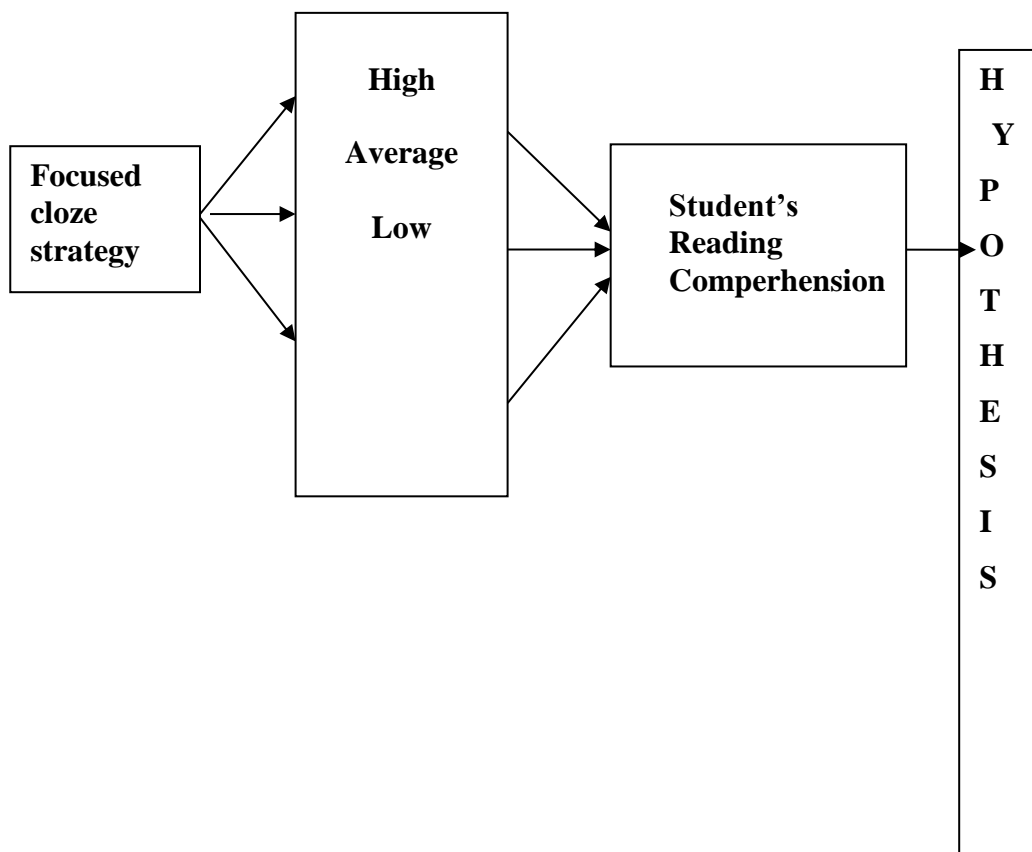 Focused
cloze
strategy
High
Average
Low
Student’s
Reading
Comperhension
H
Y
P
O
T
H
E
S
I
S